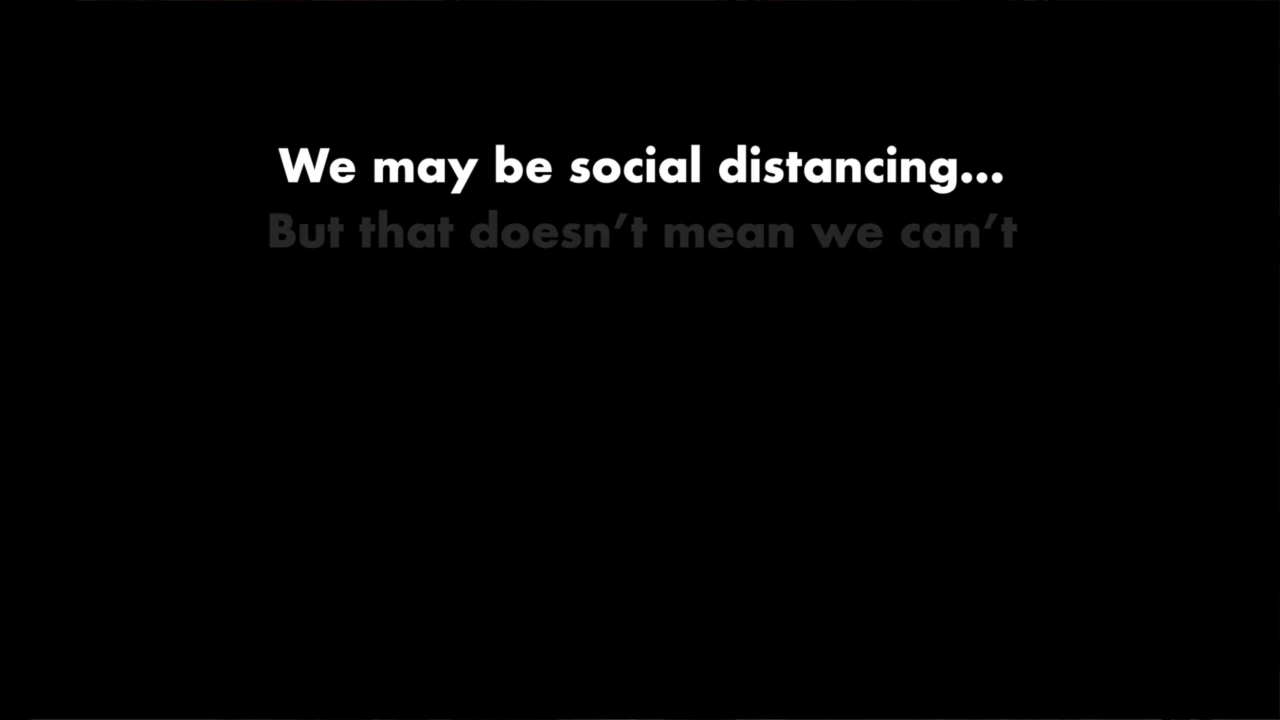 We may be social distancing...
But that doesn’t mean we can’t